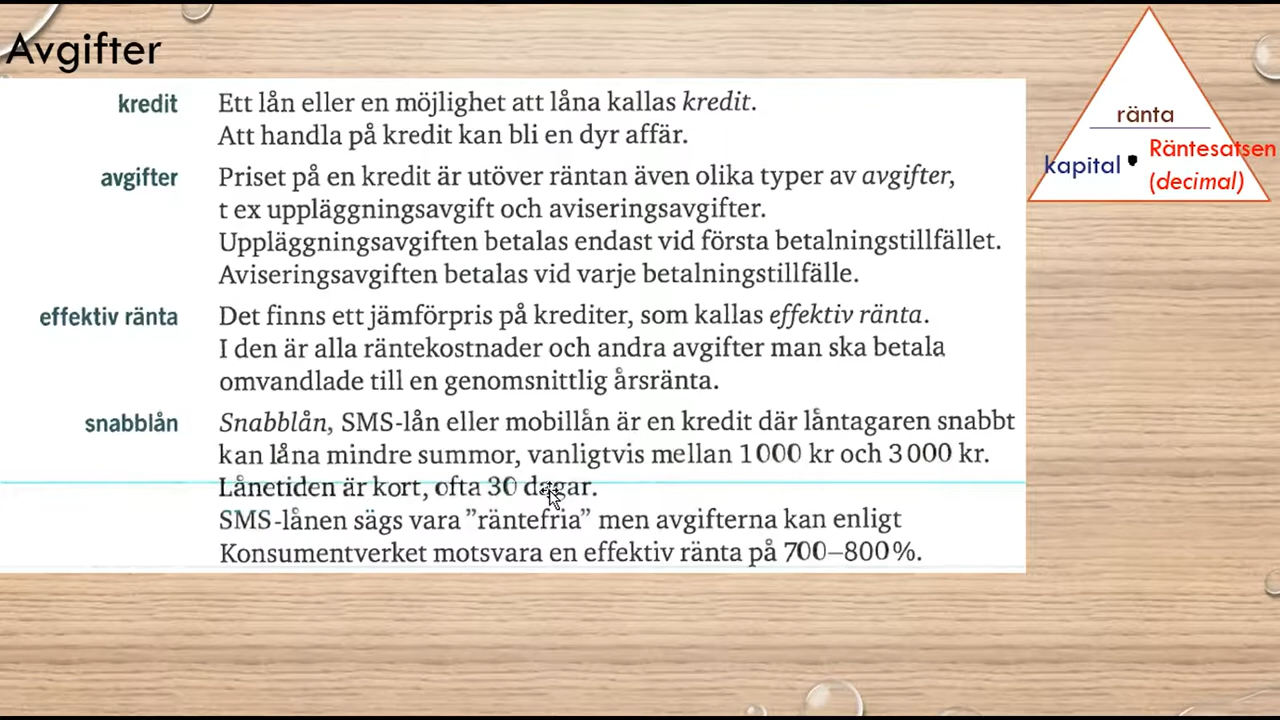 Avgifter
kredit
Ett lån eller en möjlighet att låna kallas kredit.
Att handla på kredit kan bli en dyr affär.
avgifter
Priset på en kredit är utöver räntan även olika typer av avgifter,
t ex uppläggningsavgift och aviseringsavgifter.
Uppläggningsavgiften betalas endast vid första betalningstillfället.
Aviseringsavgiften betalas vid varje betalningstillfälle.
effektiv ränta
Det finns ett jämförpris på krediter, som kallas effektiv ränta.
I den är alla räntekostnader och andra avgifter man ska betala
omvandlade till en genomsnittlig årsränta.
snabblån
Snabblån, SMS-lån eller mobillån är en kredit där låntagaren snabbt
kan låna mindre summor, vanligtvis mellan 1 000 kr och 3 000 kr.
Lånetiden är kort, ofta 30 dagar.
SMS-lånen sägs vara ”räntefria” men avgifterna kan enligt
Konsumentverket motsvara en effektiv ränta på 700–800 %.
ränta
kapital • Räntesatsen
(decimal)